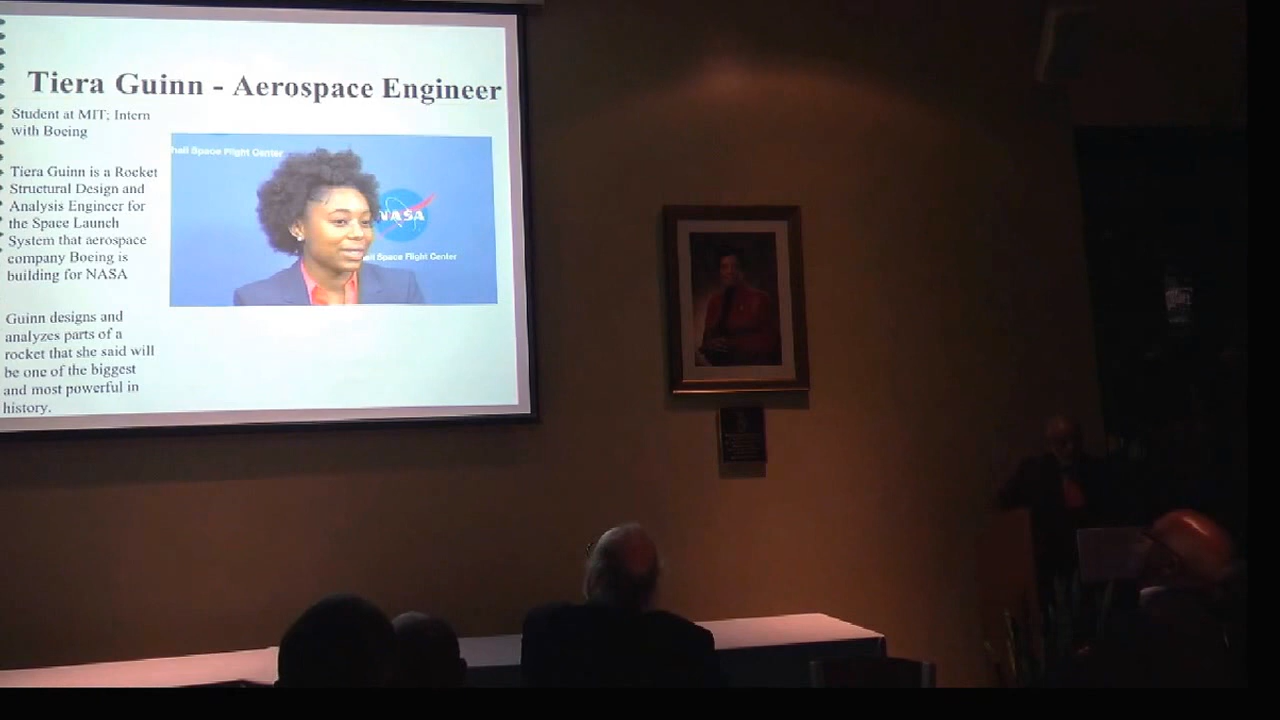 Tiera Guinn - Aerospace Engineer
Student at MIT; Intern
with Boeing
Tiera Guinn is a Rocket
Structural Design and
Analysis Engineer for
the Space Launch
System that aerospace
company Boeing is
building for NASA
Guinn designs and
analyzes parts of a
rocket that she said will
be one of the biggest
and most powerful in
history.
hall Space Flight Center
NASA
all Space Flight Center